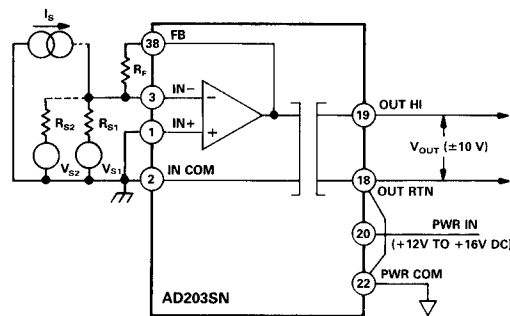 I_S
38 FB
R_F
3 IN−
R_S2 R_S1
1 IN+
V_S2 V_S1
2 IN COM
19 OUT HI
V_OUT (±10 V)
18 OUT RTN
20 PWR IN
(+12V TO +16V DC)
22 PWR COM
AD203SN